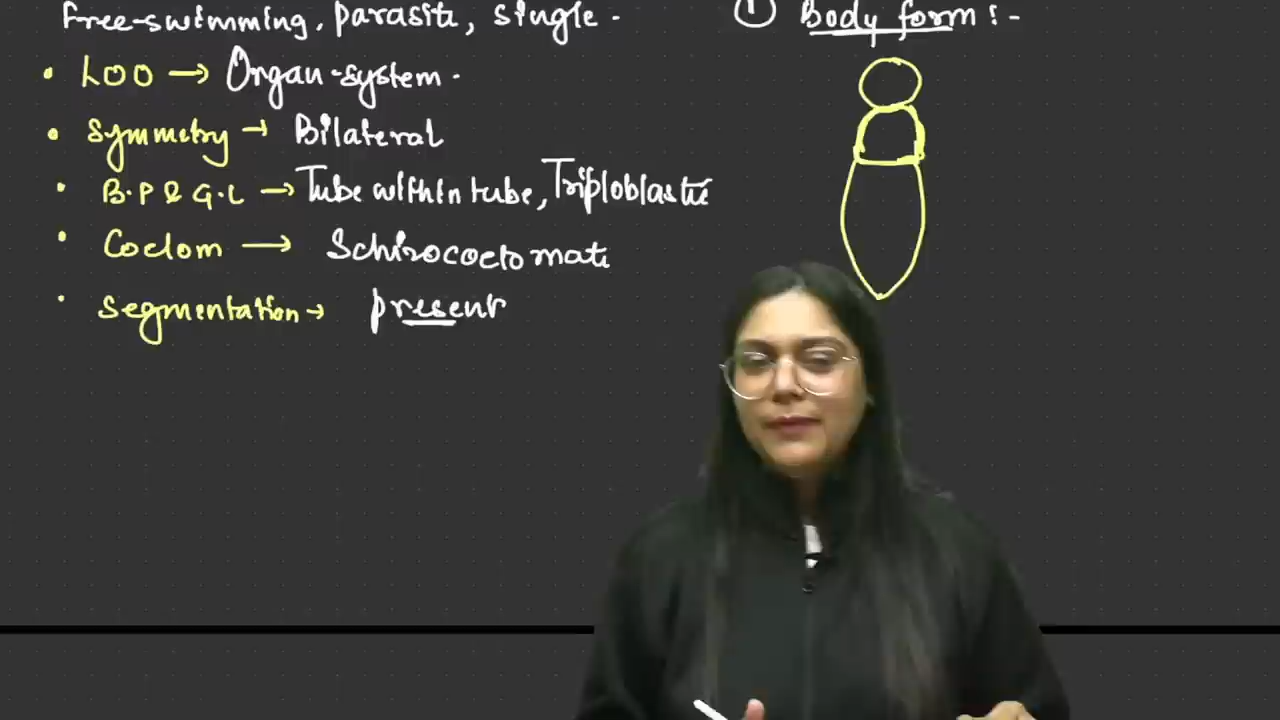 Free-swimming, parasite, single.
• LOO → Organ-system.
• Symmetry → Bilateral
• B.P & G.L → Tube within tube, Triploblastic
• Coelom → Schizocoelomate
• Segmentation → present
① Body form :-